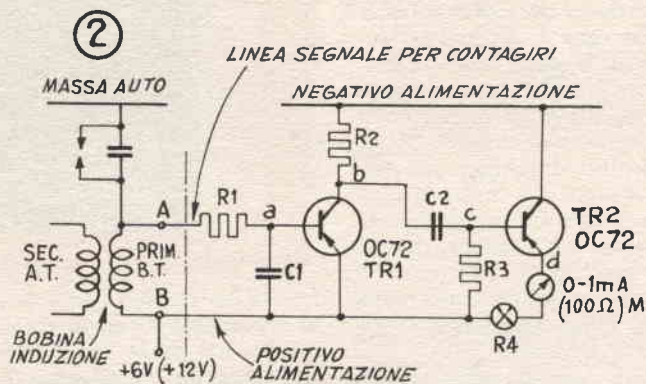 2
LINEA SEGNALE PER CONTAGIRI
MASSA AUTO
NEGATIVO ALIMENTAZIONE
R2
b
A
R1
a
C2
c
TR2
OC72
SEC.
A.T.
PRIM.
B.T.
C1
OC72
TR1
R3
d
0-1mA
(100Ω) M
B
R4
BOBINA
INDUZIONE
+6V (+12V)
POSITIVO
ALIMENTAZIONE